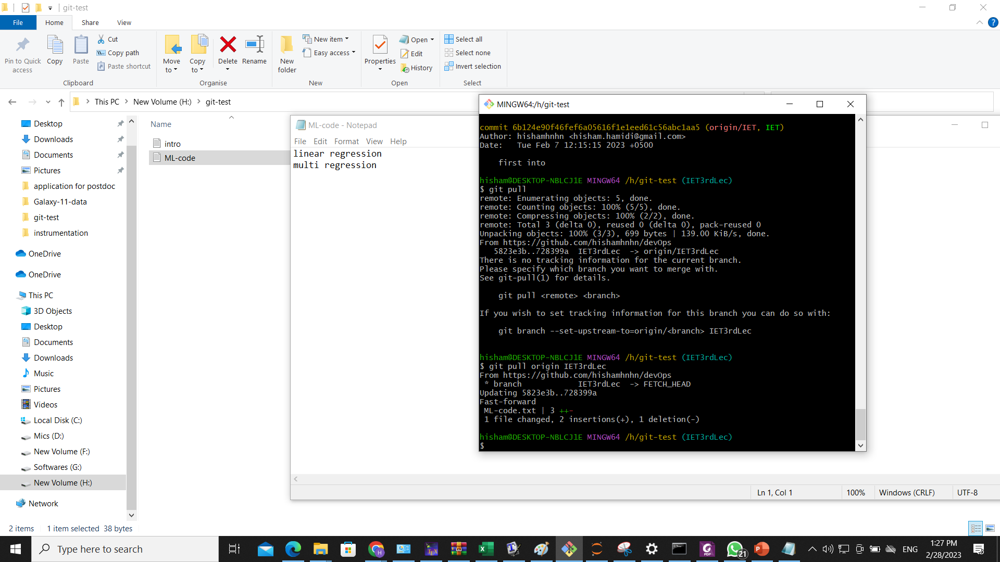 git-test
File
Home
Share
View
Pin to Quick access
Copy
Paste
Cut
Copy path
Paste shortcut
Clipboard
Move to
Copy to
Delete
Rename
Organise
New folder
New item
Easy access
New
Properties
Open
Edit
History
Open
Select all
Select none
Invert selection
Select
This PC > New Volume (H:) > git-test
Desktop
Downloads
Documents
Pictures
application for postdoc
Galaxy-11-data
git-test
instrumentation
OneDrive
OneDrive
This PC
3D Objects
Desktop
Documents
Downloads
Music
Pictures
Videos
Local Disk (C:)
Mics (D:)
New Volume (F:)
Softwares (G:)
New Volume (H:)
Network
Name
intro
ML-code
2 items
1 item selected 38 bytes
ML-code - Notepad
File Edit Format View Help
linear regression
multi regression
Ln 1, Col 1
100%
Windows (CRLF)
UTF-8
MINGW64:/h/git-test
commit 6b124e90f46fef6a05616f1e1eed61c56abc1aa5 (origin/IET, IET)
Author: hishamhnhn <hisham.hamidi@gmail.com>
Date:   Tue Feb 7 12:15:15 2023 +0500
first into
hisham@DESKTOP-NBLCJ1E MINGW64 /h/git-test (IET3rdLec)
$ git pull
remote: Enumerating objects: 5, done.
remote: Counting objects: 100% (5/5), done.
remote: Compressing objects: 100% (2/2), done.
remote: Total 3 (delta 0), reused 0 (delta 0), pack-reused 0
Unpacking objects: 100% (3/3), 699 bytes | 139.00 KiB/s, done.
From https://github.com/hishamhnhn/devOps
5823e3b..728399a  IET3rdLec  -> origin/IET3rdLec
There is no tracking information for the current branch.
Please specify which branch you want to merge with.
See git-pull(1) for details.
git pull <remote> <branch>
If you wish to set tracking information for this branch you can do so with:
git branch --set-upstream-to=origin/<branch> IET3rdLec
hisham@DESKTOP-NBLCJ1E MINGW64 /h/git-test (IET3rdLec)
$ git pull origin IET3rdLec
From https://github.com/hishamhnhn/devOps
* branch            IET3rdLec  -> FETCH_HEAD
Updating 5823e3b..728399a
Fast-forward
ML-code.txt | 3 ++-
1 file changed, 2 insertions(+), 1 deletion(-)
hisham@DESKTOP-NBLCJ1E MINGW64 /h/git-test (IET3rdLec)
$
Type here to search
21
ENG
1:27 PM
2/28/2023